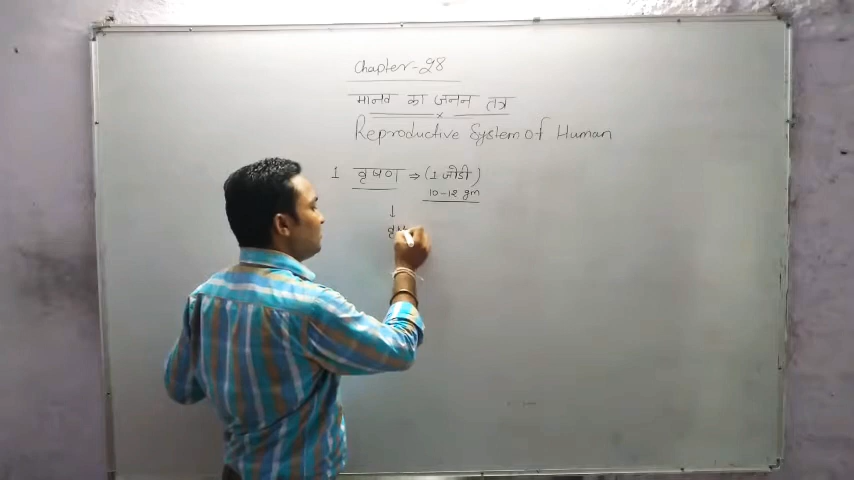 Chapter-28
मानव का जनन तंत्र
Reproductive System of Human
1 वृषण ⇒ (1 जोडी)
10-12 gm
↓
वृष